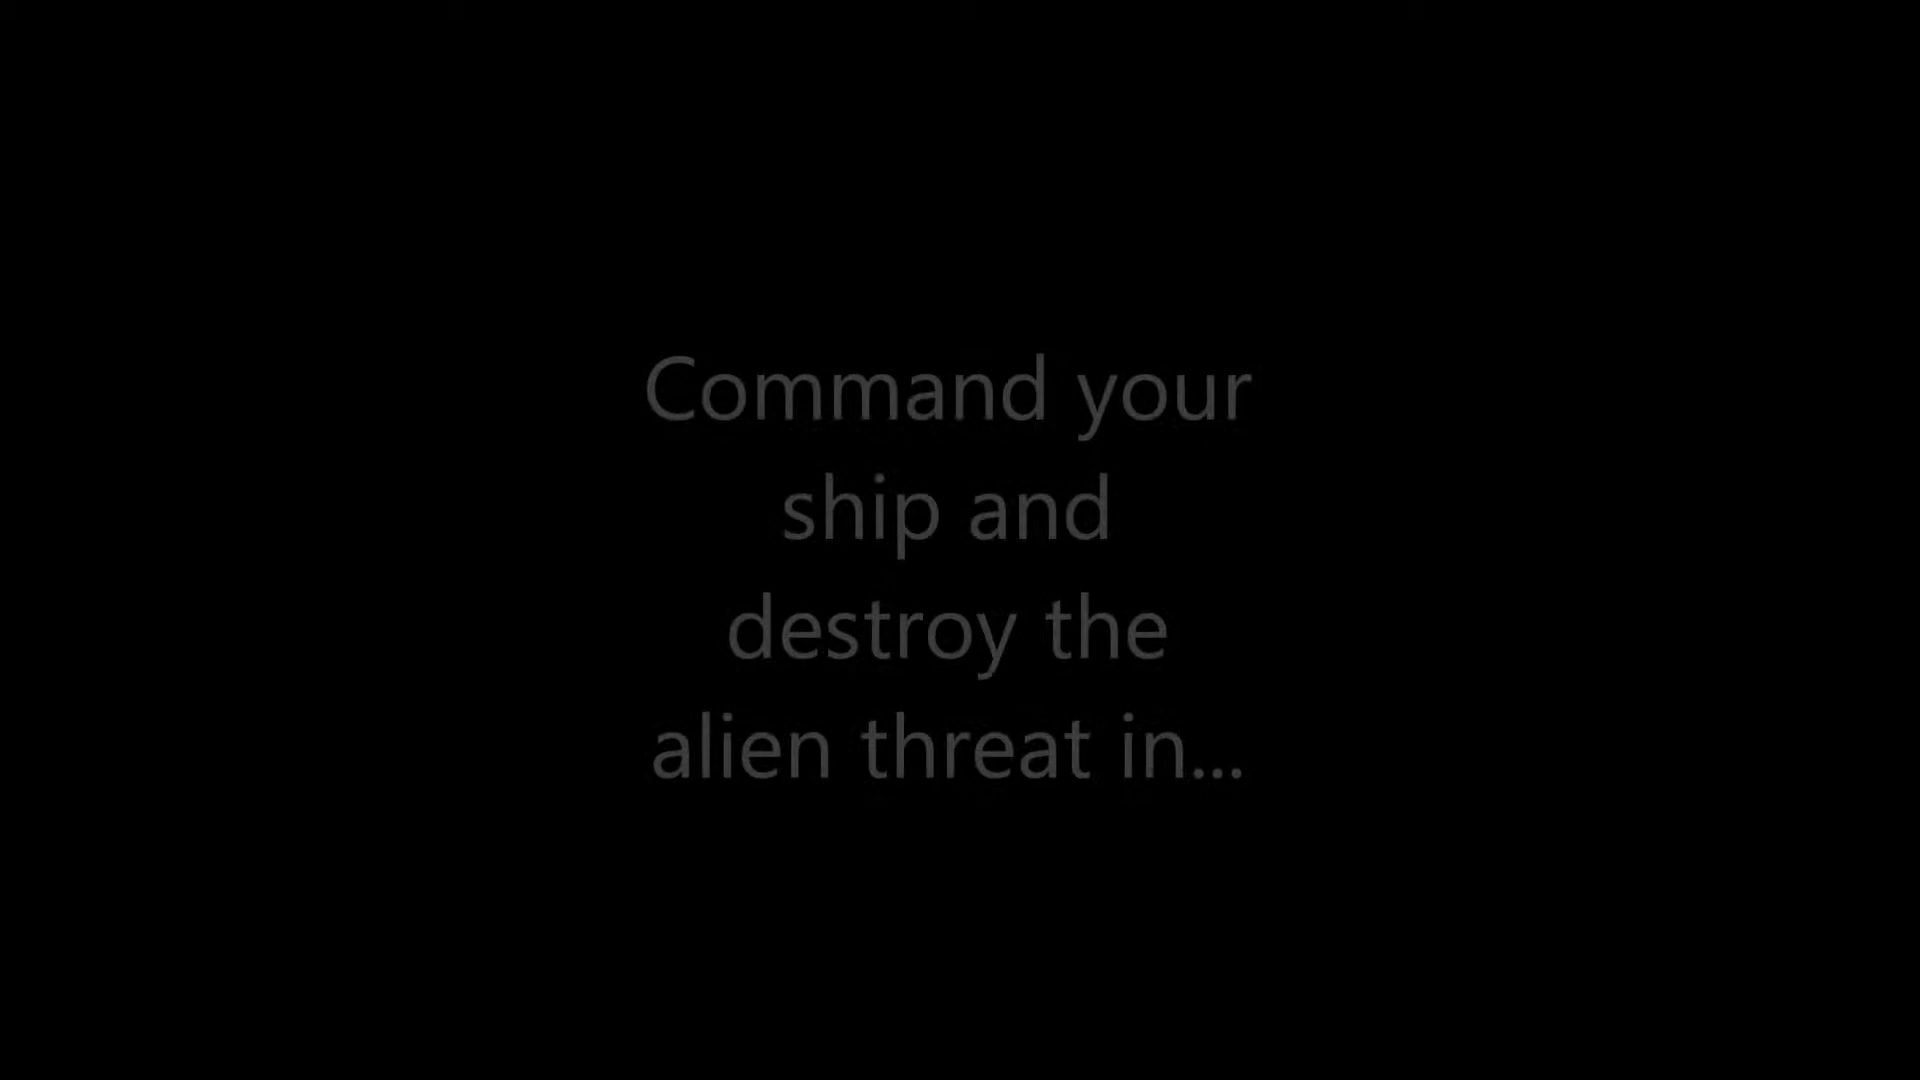 Command your
ship and
destroy the
alien threat in...